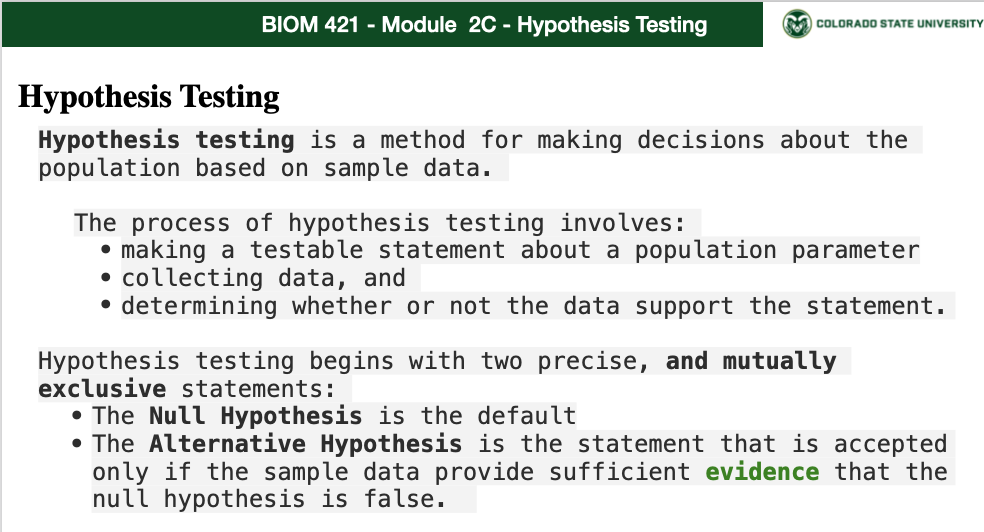 BIOM 421 - Module 2C - Hypothesis Testing
COLORADO STATE UNIVERSITY
Hypothesis Testing
Hypothesis testing is a method for making decisions about the
population based on sample data.
The process of hypothesis testing involves:
• making a testable statement about a population parameter
• collecting data, and
• determining whether or not the data support the statement.
Hypothesis testing begins with two precise, and mutually
exclusive statements:
• The Null Hypothesis is the default
• The Alternative Hypothesis is the statement that is accepted
only if the sample data provide sufficient evidence that the
null hypothesis is false.